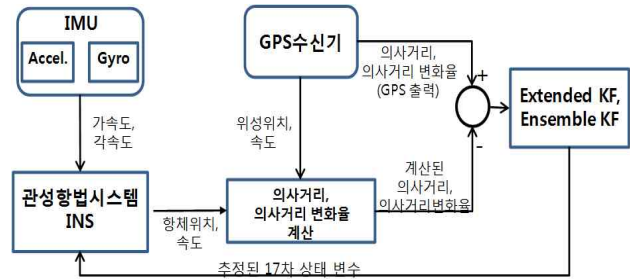 IMU
Accel.
Gyro
GPS수신기
의사거리,
의사거리 변화율
(GPS 출력)
+
-
Extended KF,
Ensemble KF
가속도,
각속도
위성위치,
속도
계산된
의사거리,
의사거리변화율
관성항법시스템
INS
항체위치,
속도
의사거리,
의사거리 변화율
계산
추정된 17차 상태 변수